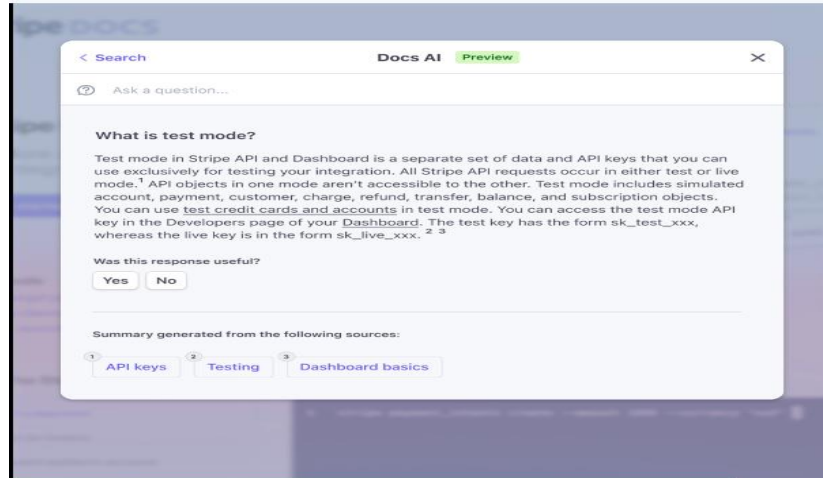 ipe DOCS
< Search
Docs AI
Preview
Ask a question...
What is test mode?
Test mode in Stripe API and Dashboard is a separate set of data and API keys that you can
use exclusively for testing your integration. All Stripe API requests occur in either test or live
mode.¹ API objects in one mode aren't accessible to the other. Test mode includes simulated
account, payment, customer, charge, refund, transfer, balance, and subscription objects.
You can use test credit cards and accounts in test mode. You can access the test mode API
key in the Developers page of your Dashboard. The test key has the form sk_test_xxx,
whereas the live key is in the form sk_live_xxx. ² ³
Was this response useful?
Yes No
Summary generated from the following sources:
1 API keys 2 Testing 3 Dashboard basics